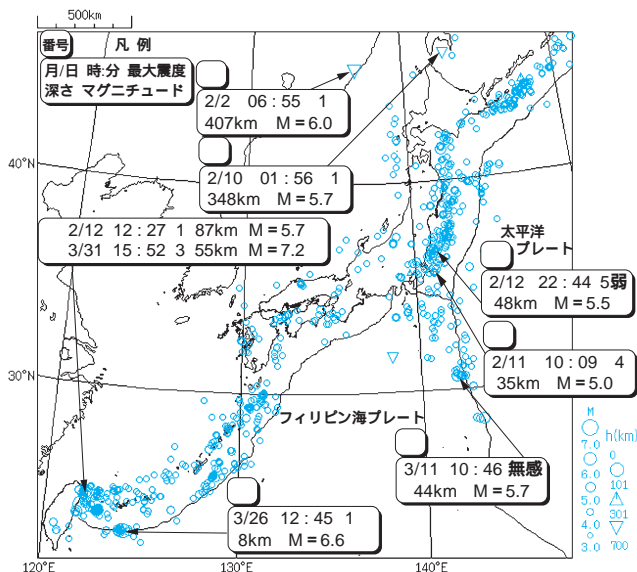 500km
番号 凡 例
月/日 時:分 最大震度
深さ マグニチュード
2/2 06:55 1
407km M=6.0
2/10 01:56 1
348km M=5.7
2/12 12:27 1 87km M=5.7
3/31 15:52 3 55km M=7.2
太平洋
プレート
2/12 22:44 5弱
48km M=5.5
2/11 10:09 4
35km M=5.0
フィリピン海プレート
3/11 10:46 無感
44km M=5.7
3/26 12:45 1
8km M=6.6
40°N
30°N
120°E
130°E
140°E
M
7.0
6.0
5.0
4.0
3.0
h(km)
0
101
301
700